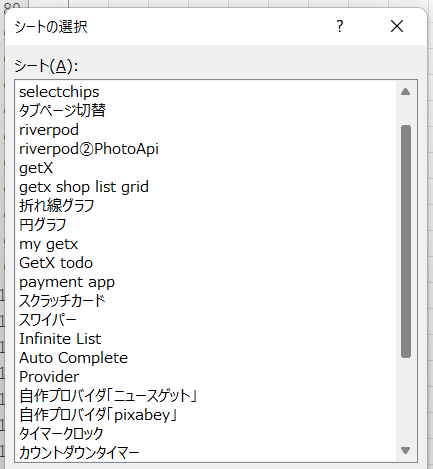 80
シートの選択
シート(A):
selectchips
タブページ切替
riverpod
riverpod②PhotoApi
getX
getx shop list grid
折れ線グラフ
円グラフ
my getx
GetX todo
payment app
スクラッチカード
スワイパー
Infinite List
Auto Complete
Provider
自作プロバイダ「ニュースゲット」
自作プロバイダ「pixabey」
タイマークロック
カウントダウンタイマー